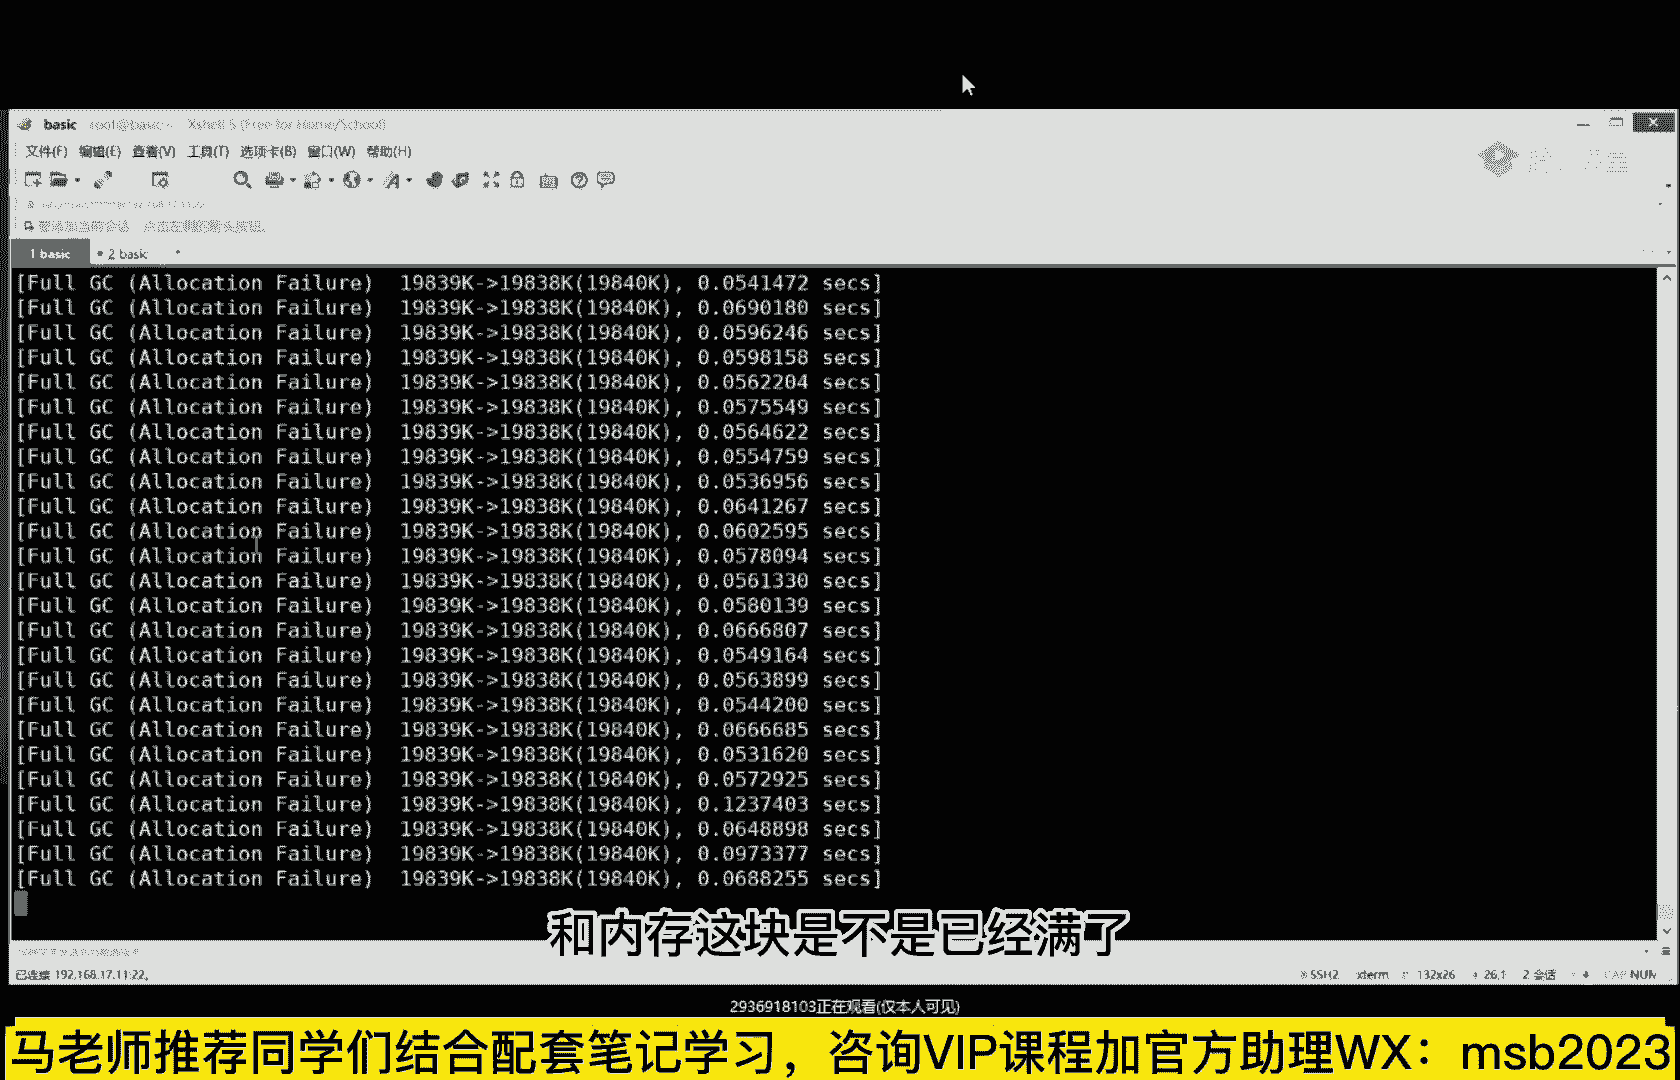 basic root@basic:~ Xshell 5 (Free for Home/School)
文件(F) 编辑(E) 查看(V) 工具(T) 选项卡(B) 窗口(W) 帮助(H)
1 basic 2 basic
[Full GC (Allocation Failure)  19839K->19838K(19840K), 0.0541472 secs]
[Full GC (Allocation Failure)  19839K->19838K(19840K), 0.0690180 secs]
[Full GC (Allocation Failure)  19839K->19838K(19840K), 0.0596246 secs]
[Full GC (Allocation Failure)  19839K->19838K(19840K), 0.0598158 secs]
[Full GC (Allocation Failure)  19839K->19838K(19840K), 0.0562204 secs]
[Full GC (Allocation Failure)  19839K->19838K(19840K), 0.0575549 secs]
[Full GC (Allocation Failure)  19839K->19838K(19840K), 0.0564622 secs]
[Full GC (Allocation Failure)  19839K->19838K(19840K), 0.0554759 secs]
[Full GC (Allocation Failure)  19839K->19838K(19840K), 0.0536956 secs]
[Full GC (Allocation Failure)  19839K->19838K(19840K), 0.0641267 secs]
[Full GC (Allocation Failure)  19839K->19838K(19840K), 0.0602595 secs]
[Full GC (Allocation Failure)  19839K->19838K(19840K), 0.0578094 secs]
[Full GC (Allocation Failure)  19839K->19838K(19840K), 0.0561330 secs]
[Full GC (Allocation Failure)  19839K->19838K(19840K), 0.0580139 secs]
[Full GC (Allocation Failure)  19839K->19838K(19840K), 0.0666807 secs]
[Full GC (Allocation Failure)  19839K->19838K(19840K), 0.0549164 secs]
[Full GC (Allocation Failure)  19839K->19838K(19840K), 0.0563899 secs]
[Full GC (Allocation Failure)  19839K->19838K(19840K), 0.0544200 secs]
[Full GC (Allocation Failure)  19839K->19838K(19840K), 0.0666685 secs]
[Full GC (Allocation Failure)  19839K->19838K(19840K), 0.0531620 secs]
[Full GC (Allocation Failure)  19839K->19838K(19840K), 0.0572925 secs]
[Full GC (Allocation Failure)  19839K->19838K(19840K), 0.1237403 secs]
[Full GC (Allocation Failure)  19839K->19838K(19840K), 0.0648898 secs]
[Full GC (Allocation Failure)  19839K->19838K(19840K), 0.0973377 secs]
[Full GC (Allocation Failure)  19839K->19838K(19840K), 0.0688255 secs]
和内存这块是不是已经满了
已连接 192.168.17.11:22。 SSH2 xterm 132x26 26,1 2 会话 CAP NUM
2936918103正在观看(仅本人可见)
马老师推荐同学们结合配套笔记学习，咨询VIP课程加官方助理WX：msb2023